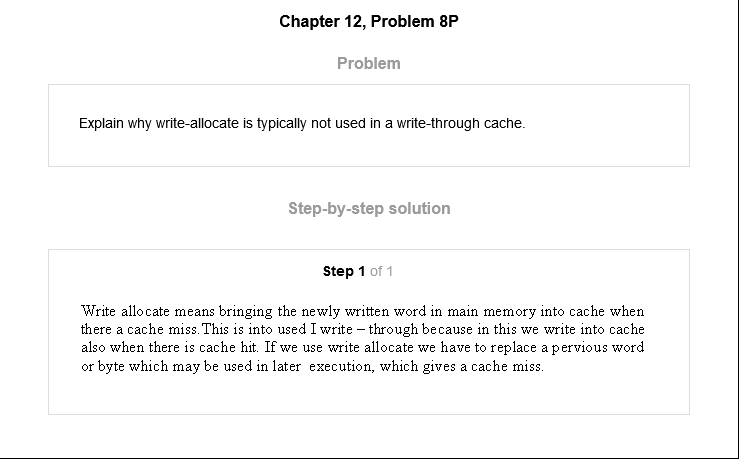 Chapter 12, Problem 8P
Problem
Explain why write-allocate is typically not used in a write-through cache.
Step-by-step solution
Step 1 of 1
Write allocate means bringing the newly written word in main memory into cache when
there a cache miss.This is into used I write – through because in this we write into cache
also when there is cache hit. If we use write allocate we have to replace a pervious word
or byte which may be used in later execution, which gives a cache miss.